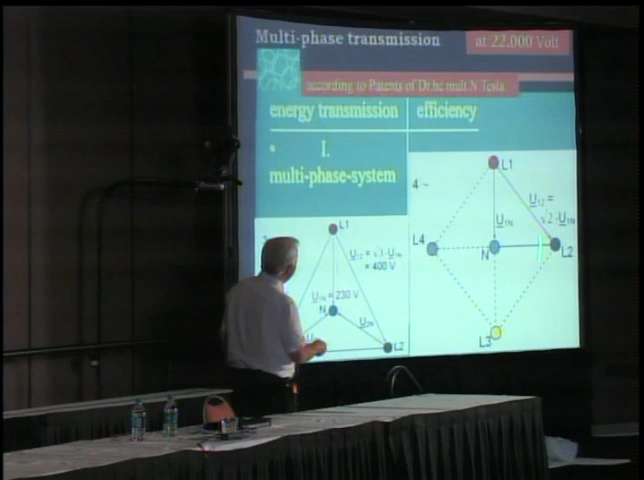 Multi-phase transmission
at 22.000 Volt
according to Patents of Dr.hc mult N Tesla
energy transmission
efficiency
I.
multi-phase-system
L1
U12 = √3 · U1N
= 400 V
U1N = 230 V
N
U2N
L2
4 ~
L1
U12 =
√2 · U1N
U1N
L4
N
L2
L3